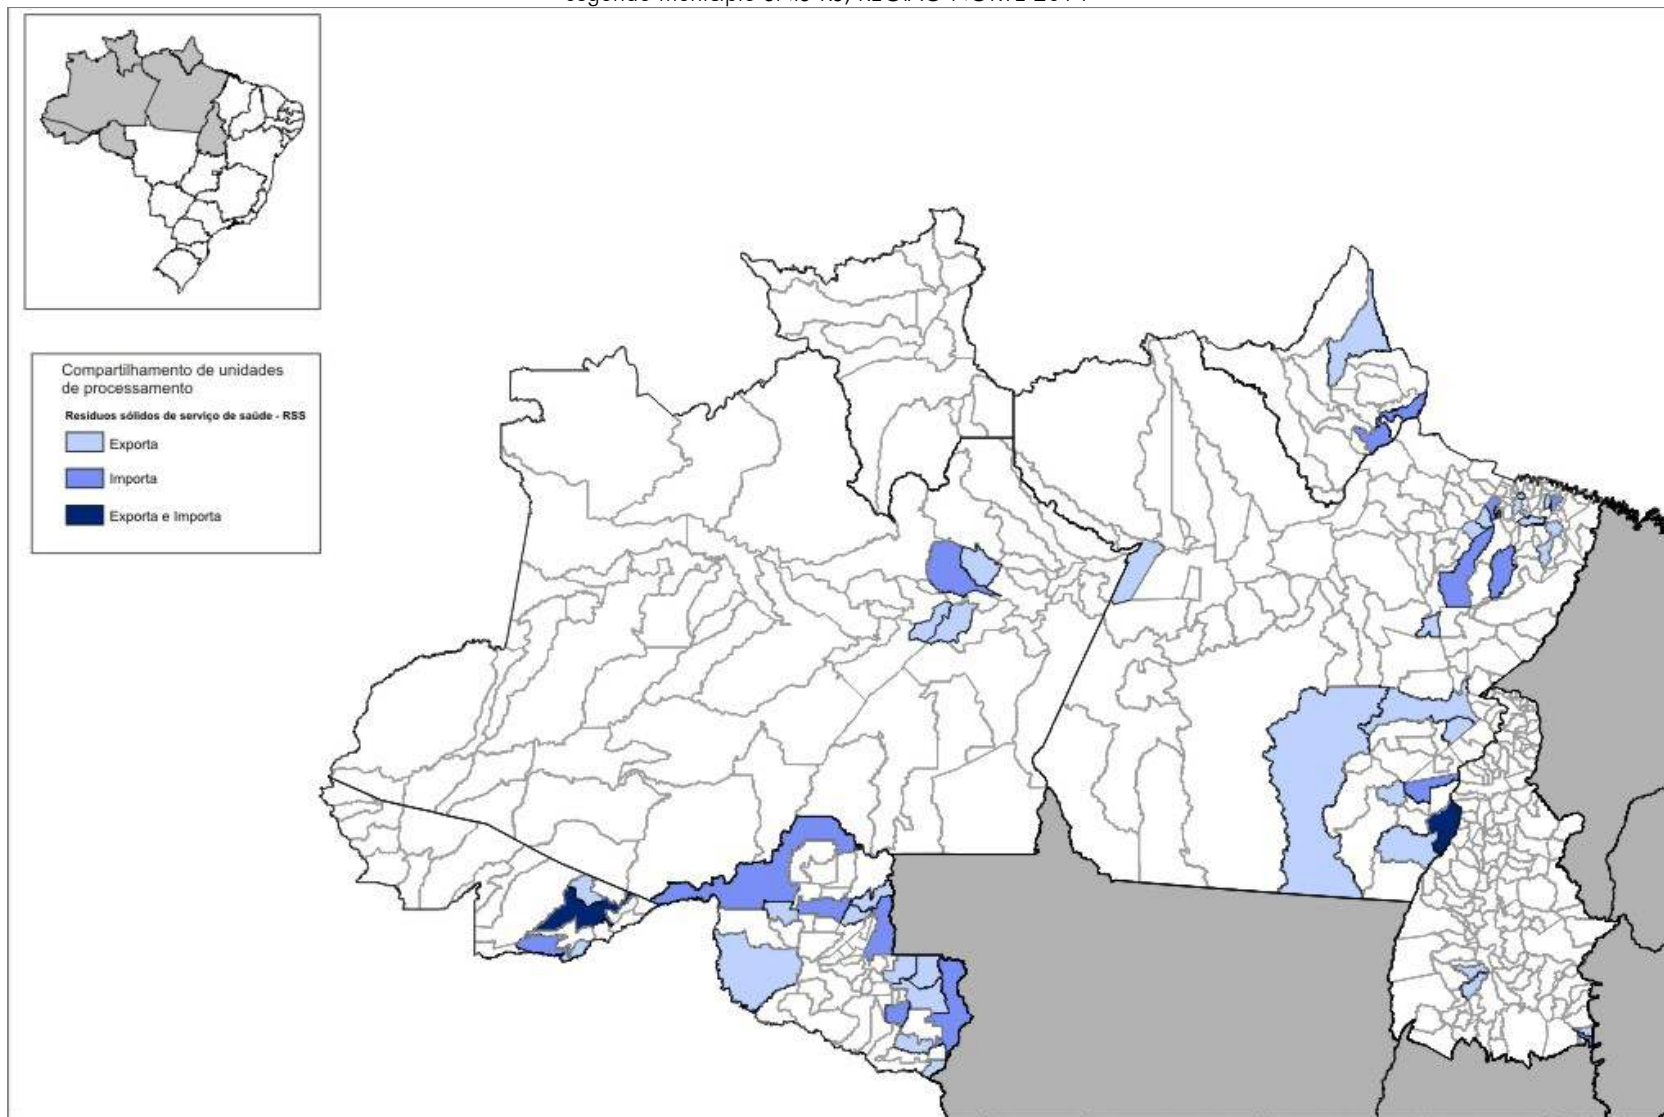 Compartilhamento de unidades
de processamento
Resíduos sólidos de serviço de saúde - RSS
Exporta
Importa
Exporta e Importa